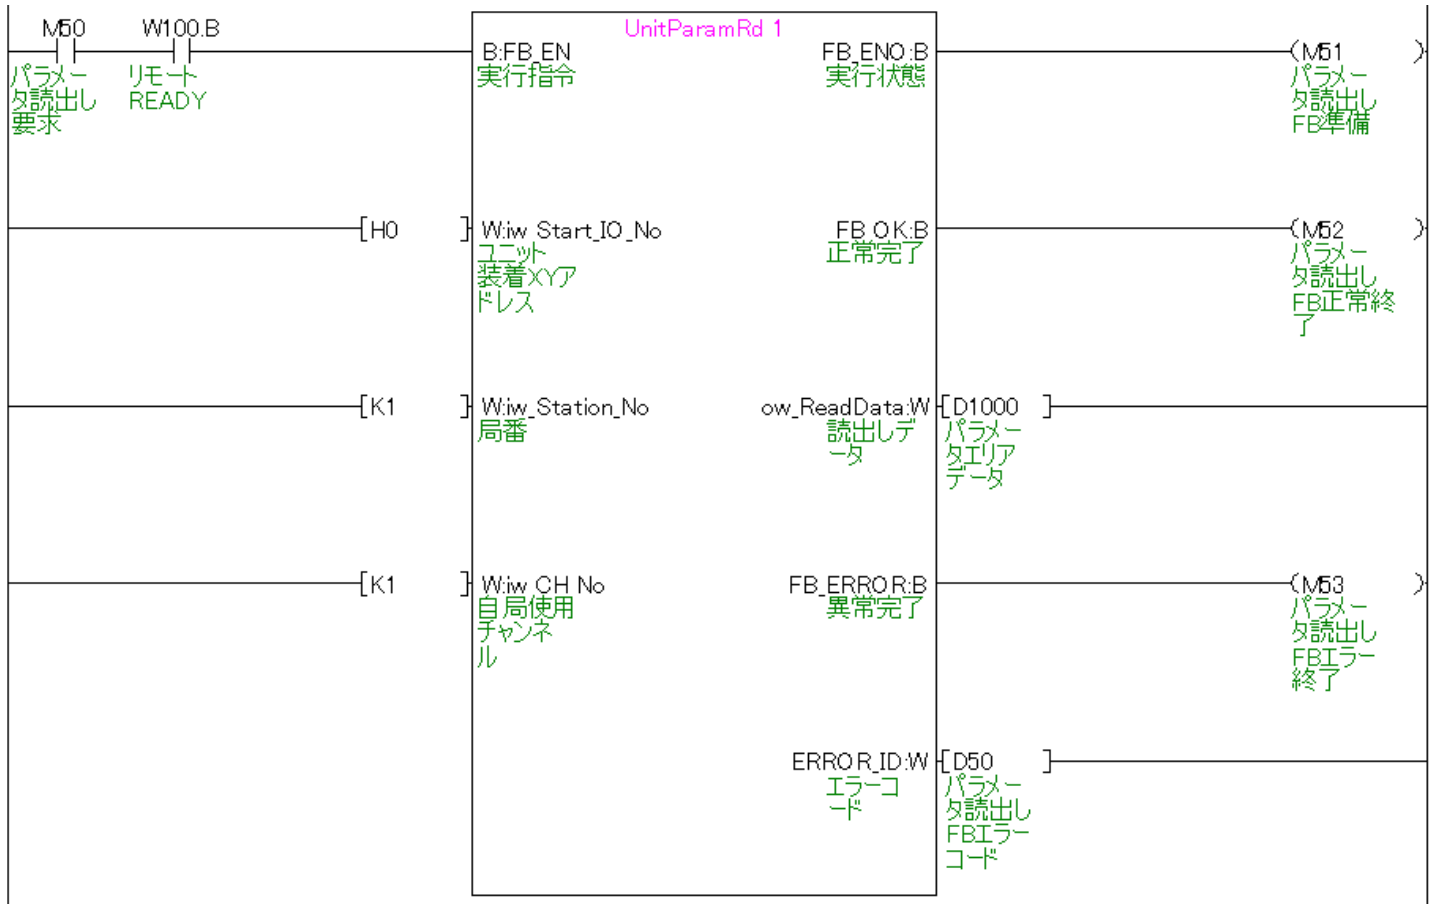 UnitParamRd 1
M50 W100.B
B:FB_EN
FB_ENO:B
(M51 )
パラメー
タ読出し
要求
リモート
READY
実行指令
実行状態
パラメー
タ読出し
FB準備
[H0 ]
W:iw_Start_IO_No
FB_OK:B
(M52 )
ユニット
装着XYア
ドレス
正常完了
パラメー
タ読出し
FB正常終
了
[K1 ]
W:iw_Station_No
ow_ReadData:W
[D1000 ]
局番
読出しデ
ータ
パラメー
タエリア
データ
[K1 ]
W:iw_CH_No
FB_ERROR:B
(M53 )
自局使用
チャンネ
ル
異常完了
パラメー
タ読出し
FBエラー
終了
ERROR_ID:W
[D50 ]
エラーコ
ード
パラメー
タ読出し
FBエラー
コード